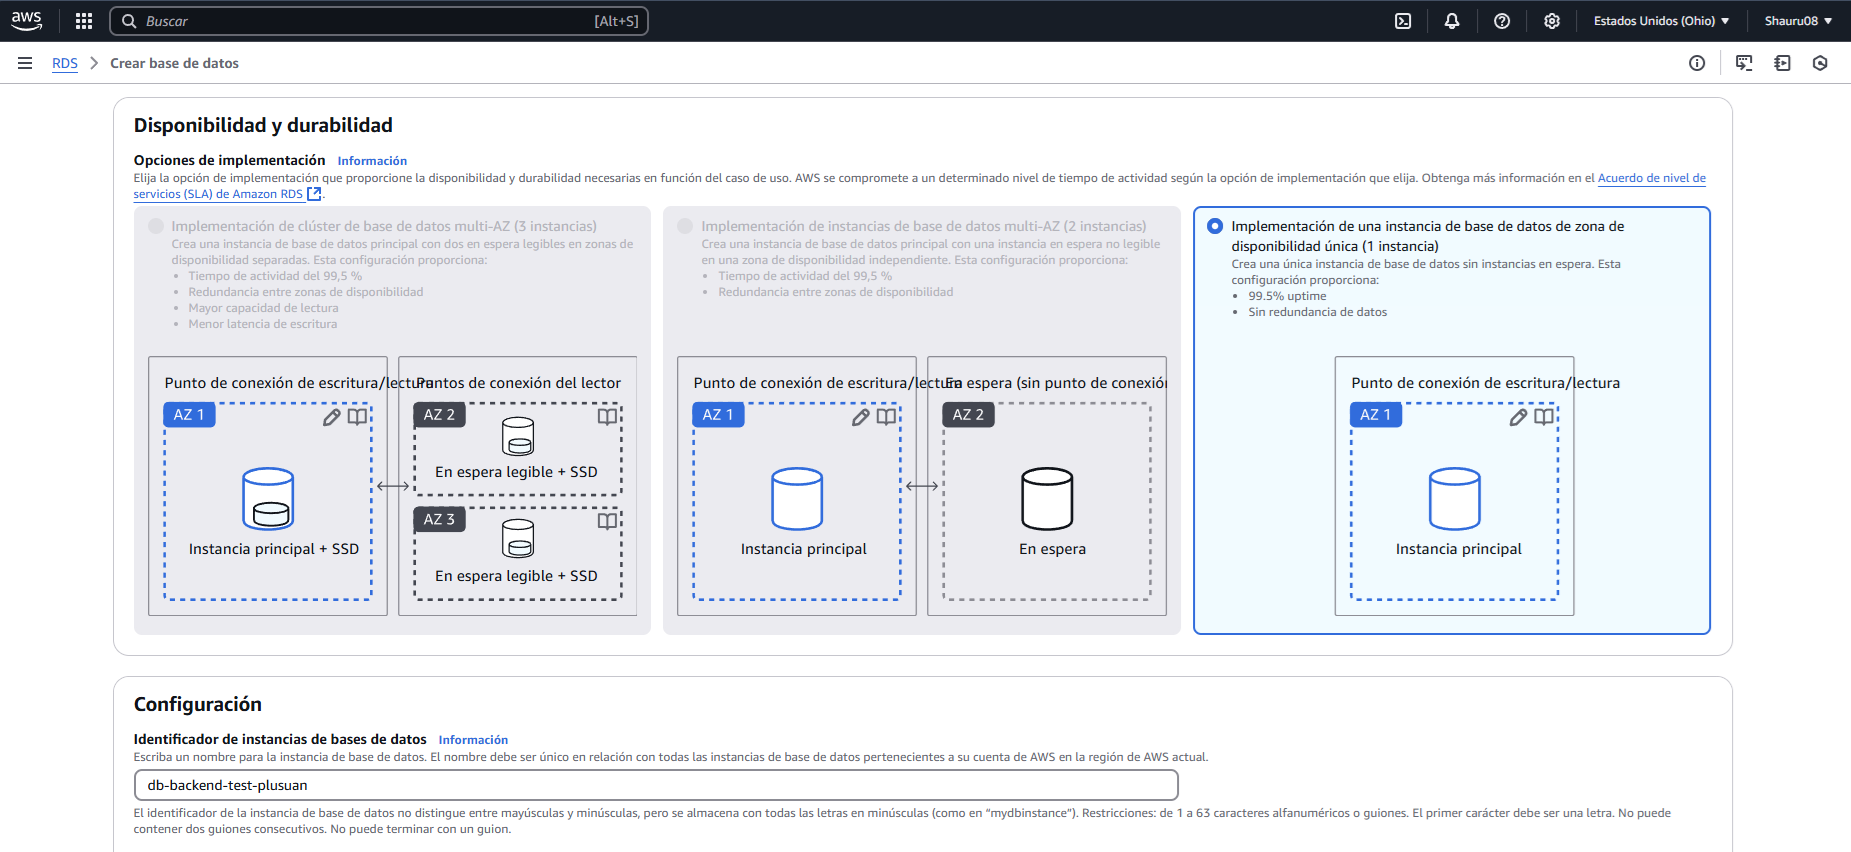 aws
Buscar
[Alt+S]
Estados Unidos (Ohio)
Shauru08
RDS
Crear base de datos
Disponibilidad y durabilidad
Opciones de implementación
Información
Elija la opción de implementación que proporcione la disponibilidad y durabilidad necesarias en función del caso de uso. AWS se compromete a un determinado nivel de tiempo de actividad según la opción de implementación que elija. Obtenga más información en el Acuerdo de nivel de
servicios (SLA) de Amazon RDS.
Implementación de clúster de base de datos multi-AZ (3 instancias)
Crea una instancia de base de datos principal con dos en espera legibles en zonas de
disponibilidad separadas. Esta configuración proporciona:
• Tiempo de actividad del 99,5 %
• Redundancia entre zonas de disponibilidad
• Mayor capacidad de lectura
• Menor latencia de escritura
Punto de conexión de escritura/lectura
Puntos de conexión del lector
AZ 1
Instancia principal + SSD
AZ 2
En espera legible + SSD
AZ 3
En espera legible + SSD
Implementación de instancias de base de datos multi-AZ (2 instancias)
Crea una instancia de base de datos principal con una instancia en espera no legible
en una zona de disponibilidad independiente. Esta configuración proporciona:
• Tiempo de actividad del 99,5 %
• Redundancia entre zonas de disponibilidad
Punto de conexión de escritura/lectura
En espera (sin punto de conexión
AZ 1
Instancia principal
AZ 2
En espera
Implementación de una instancia de base de datos de zona de
disponibilidad única (1 instancia)
Crea una única instancia de base de datos sin instancias en espera. Esta
configuración proporciona:
• 99.5% uptime
• Sin redundancia de datos
Punto de conexión de escritura/lectura
AZ 1
Instancia principal
Configuración
Identificador de instancias de bases de datos
Información
Escriba un nombre para la instancia de base de datos. El nombre debe ser único en relación con todas las instancias de base de datos pertenecientes a su cuenta de AWS en la región de AWS actual.
db-backend-test-plusuan
El identificador de la instancia de base de datos no distingue entre mayúsculas y minúsculas, pero se almacena con todas las letras en minúsculas (como en “mydbinstance”). Restricciones: de 1 a 63 caracteres alfanuméricos o guiones. El primer carácter debe ser una letra. No puede
contener dos guiones consecutivos. No puede terminar con un guion.